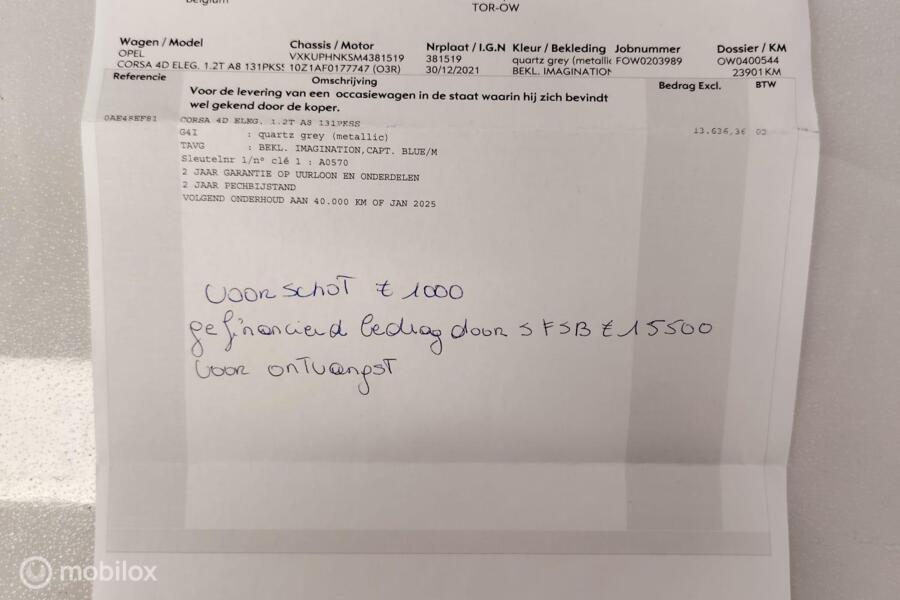 Belgium
TOR-OW
Wagen / Model Chassis / Motor Nrplaat / I.G.N Kleur / Bekleding Jobnummer Dossier / KM
OPEL VXKUPHNKSM4381519 381519 quartz grey (metallic FOW0203989 OW0400544
CORSA 4D ELEG. 1.2T A8 131PKSS 10Z1AF0177747 (O3R) 30/12/2021 BEKL. IMAGINATION 23901 KM
Referentie Omschrijving Bedrag Excl. BTW
Voor de levering van een occasiewagen in de staat waarin hij zich bevindt
wel gekend door de koper.
CORSA 4D ELEG. 1.2T A8 131PKSS
G4I : quartz grey (metallic) 13.636,36 02
TAVG : BEKL. IMAGINATION,CAPT. BLUE/M
Sleutelnr 1/n° clé 1 : A0570
2 JAAR GARANTIE OP UURLOON EN ONDERDELEN
2 JAAR PECHBIJSTAND
VOLGEND ONDERHOUD AAN 40.000 KM OF JAN 2025
Voorschot € 1000
gefinancierd bedrag door SFSB € 15500
Voor ontvangst
mobilox